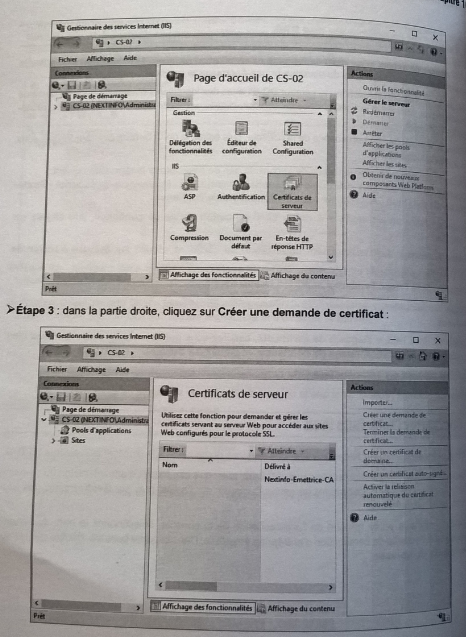 Gestionnaire des services Internet (IIS)
CS-02
Fichier Affichage Aide
Connexions
Page de démarrage
CS-02 (NEXTINFO\Administra
Page d'accueil de CS-02
Filtrer : Atteindre
Gestion
Délégation des fonctionnalités
Éditeur de configuration
Shared Configuration
IIS
ASP
Authentification
Certificats de serveur
Compression
Document par défaut
En-têtes de réponse HTTP
Affichage des fonctionnalités Affichage du contenu
Actions
Ouvrir la fonctionnalité
Gérer le serveur
Redémarrer
Démarrer
Arrêter
Afficher les pools
d'applications
Afficher les sites
Obtenir de nouveaux
composants Web Platform
Aide
Prêt
➢Étape 3 : dans la partie droite, cliquez sur Créer une demande de certificat :
Gestionnaire des services Internet (IIS)
CS-02
Fichier Affichage Aide
Connexions
Page de démarrage
CS-02 (NEXTINFO\Administra
Pools d'applications
Sites
Certificats de serveur
Utilisez cette fonction pour demander et gérer les
certificats servant au serveur Web pour accéder aux sites
Web configurés pour le protocole SSL.
Filtrer : Atteindre
Nom Délivré à
Nextinfo-Emettrice-CA
Affichage des fonctionnalités Affichage du contenu
Actions
Importer...
Créer une demande de
certificat...
Terminer la demande de
certificat...
Créer un certificat de
domaine...
Créer un certificat auto-signé...
Activer la reliaison
automatique du certificat
renouvelé
Aide
Prêt